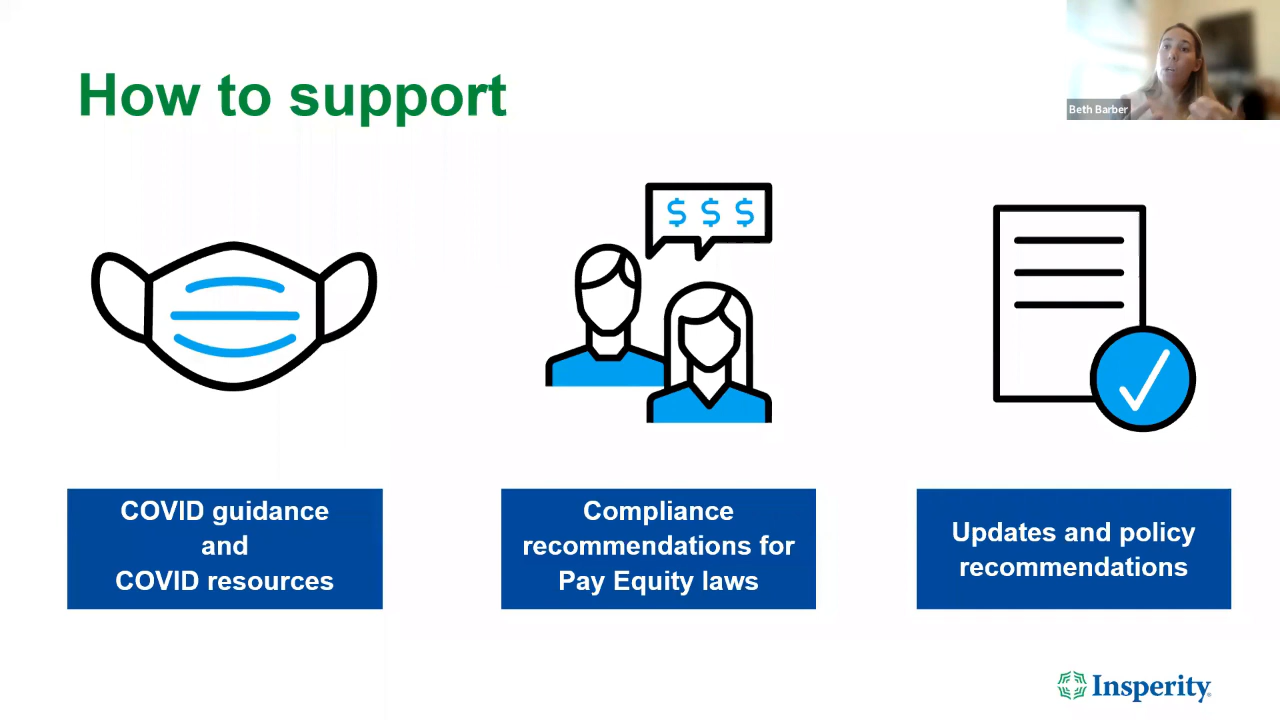 How to support
Beth Barber
$ $ $
COVID guidance
and
COVID resources
Compliance
recommendations for
Pay Equity laws
Updates and policy
recommendations
Insperity